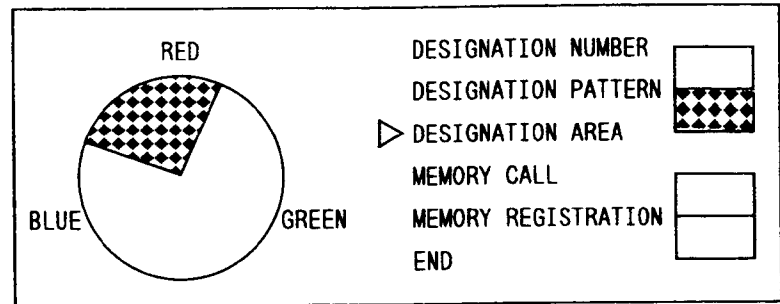 RED
BLUE
GREEN
DESIGNATION NUMBER
DESIGNATION PATTERN
DESIGNATION AREA
MEMORY CALL
MEMORY REGISTRATION
END